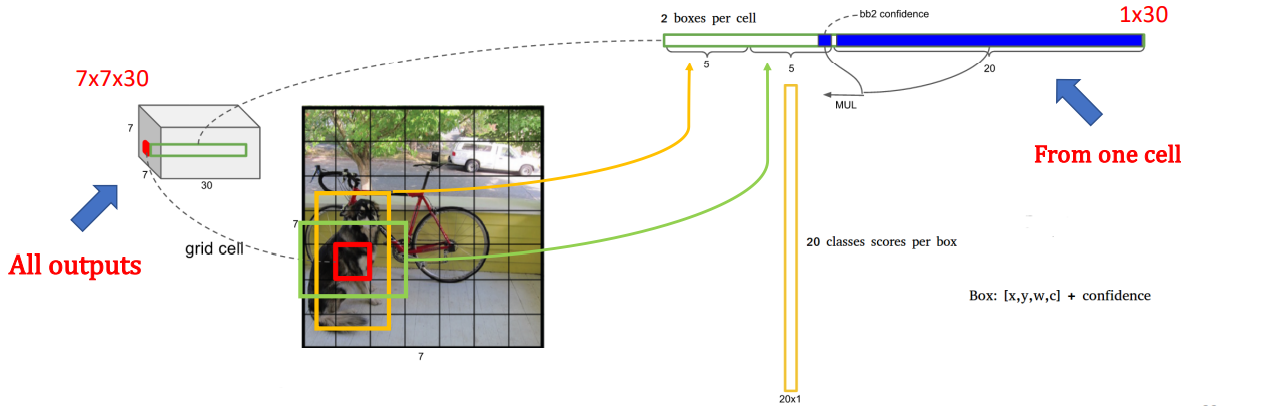 2 boxes per cell
bb2 confidence
1x30
5
5
20
MUL
7x7x30
7
7
30
From one cell
All outputs
grid cell
7
7
20 classes scores per box
Box: [x,y,w,c] + confidence
20x1